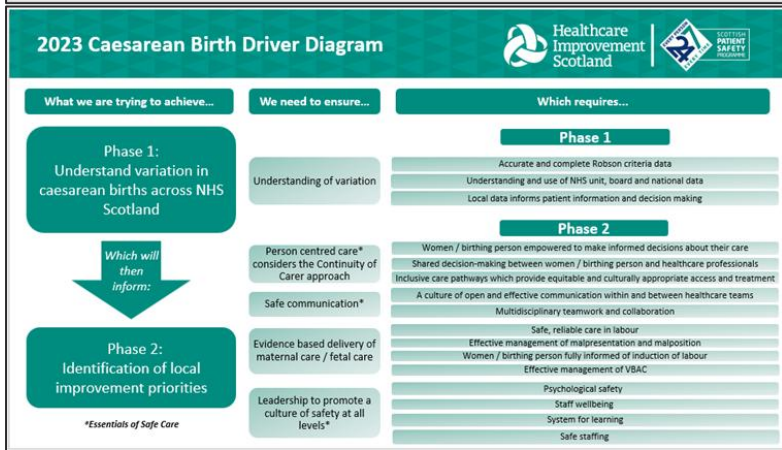 2023 Caesarean Birth Driver Diagram
Healthcare
Improvement
Scotland
SCOTTISH
PATIENT
SAFETY
PROGRAMME
What we are trying to achieve...
We need to ensure...
Which requires...
Phase 1:
Understand variation in
caesarean births across NHS
Scotland
Understanding of variation
Phase 1
Accurate and complete Robson criteria data
Understanding and use of NHS unit, board and national data
Local data informs patient information and decision making
Which will
then
inform:
Phase 2
Person centred care*
considers the Continuity of
Carer approach
Women / birthing person empowered to make informed decisions about their care
Shared decision-making between women / birthing person and healthcare professionals
Inclusive care pathways which provide equitable and culturally appropriate access and treatment
Safe communication*
A culture of open and effective communication within and between healthcare teams
Multidisciplinary teamwork and collaboration
Phase 2:
Identification of local
improvement priorities
Evidence based delivery of
maternal care / fetal care
Safe, reliable care in labour
Effective management of malpresentation and malposition
Women / birthing person fully informed of induction of labour
Effective management of VBAC
Leadership to promote a
culture of safety at all
levels*
Psychological safety
Staff wellbeing
System for learning
Safe staffing
*Essentials of Safe Care